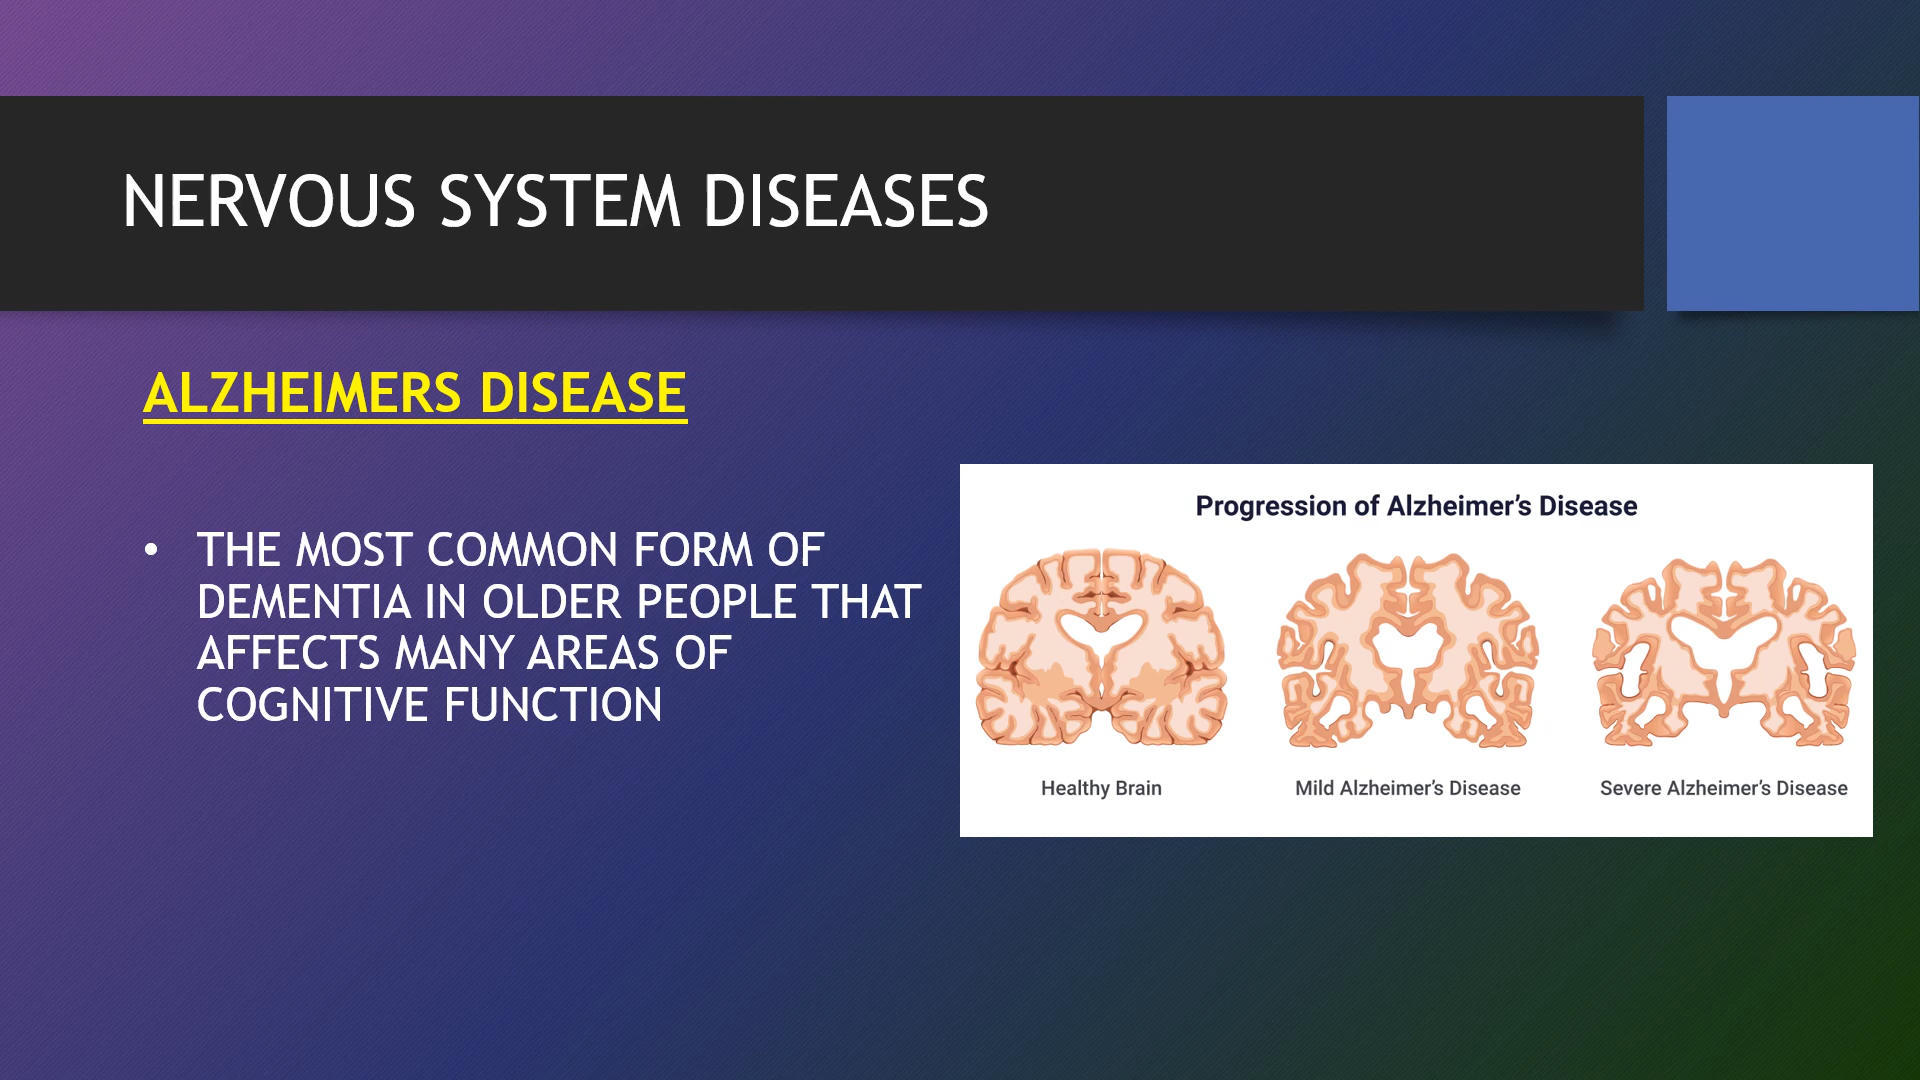 NERVOUS SYSTEM DISEASES
ALZHEIMERS DISEASE
• THE MOST COMMON FORM OF
DEMENTIA IN OLDER PEOPLE THAT
AFFECTS MANY AREAS OF
COGNITIVE FUNCTION
Progression of Alzheimer’s Disease
Healthy Brain
Mild Alzheimer’s Disease
Severe Alzheimer’s Disease